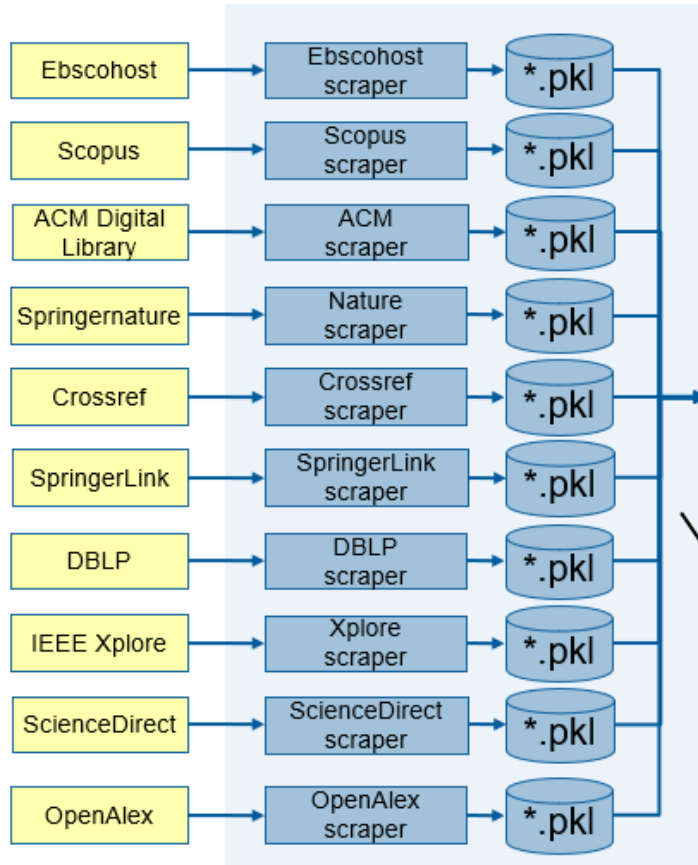 Ebscohost
Ebscohost
scraper
*.pkl
Scopus
Scopus
scraper
*.pkl
ACM Digital
Library
ACM
scraper
*.pkl
Springernature
Nature
scraper
*.pkl
Crossref
Crossref
scraper
*.pkl
SpringerLink
SpringerLink
scraper
*.pkl
DBLP
DBLP
scraper
*.pkl
IEEE Xplore
Xplore
scraper
*.pkl
ScienceDirect
ScienceDirect
scraper
*.pkl
OpenAlex
OpenAlex
scraper
*.pkl